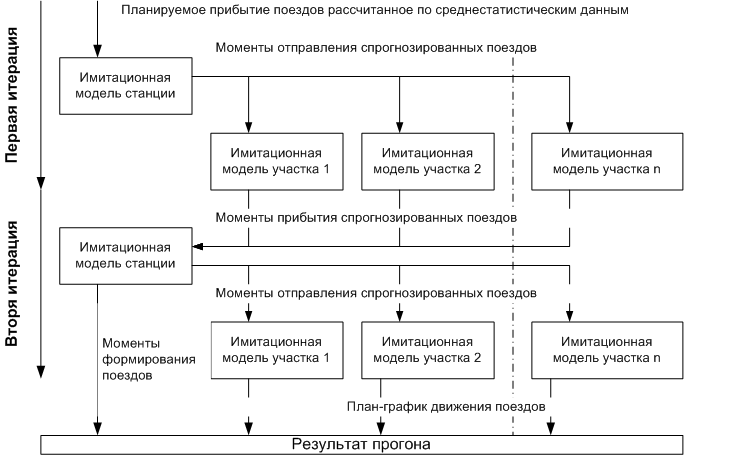 Планируемое прибытие поездов рассчитанное по среднестатистическим данным
Моменты отправления спрогнозированных поездов
Первая итерация
Имитационная
модель станции
Имитационная
модель участка 1
Имитационная
модель участка 2
Имитационная
модель участка n
Моменты прибытия спрогнозированных поездов
Вторя итерация
Имитационная
модель станции
Моменты отправления спрогнозированных поездов
Моменты
формирования
поездов
Имитационная
модель участка 1
Имитационная
модель участка 2
Имитационная
модель участка n
План-график движения поездов
Результат прогона